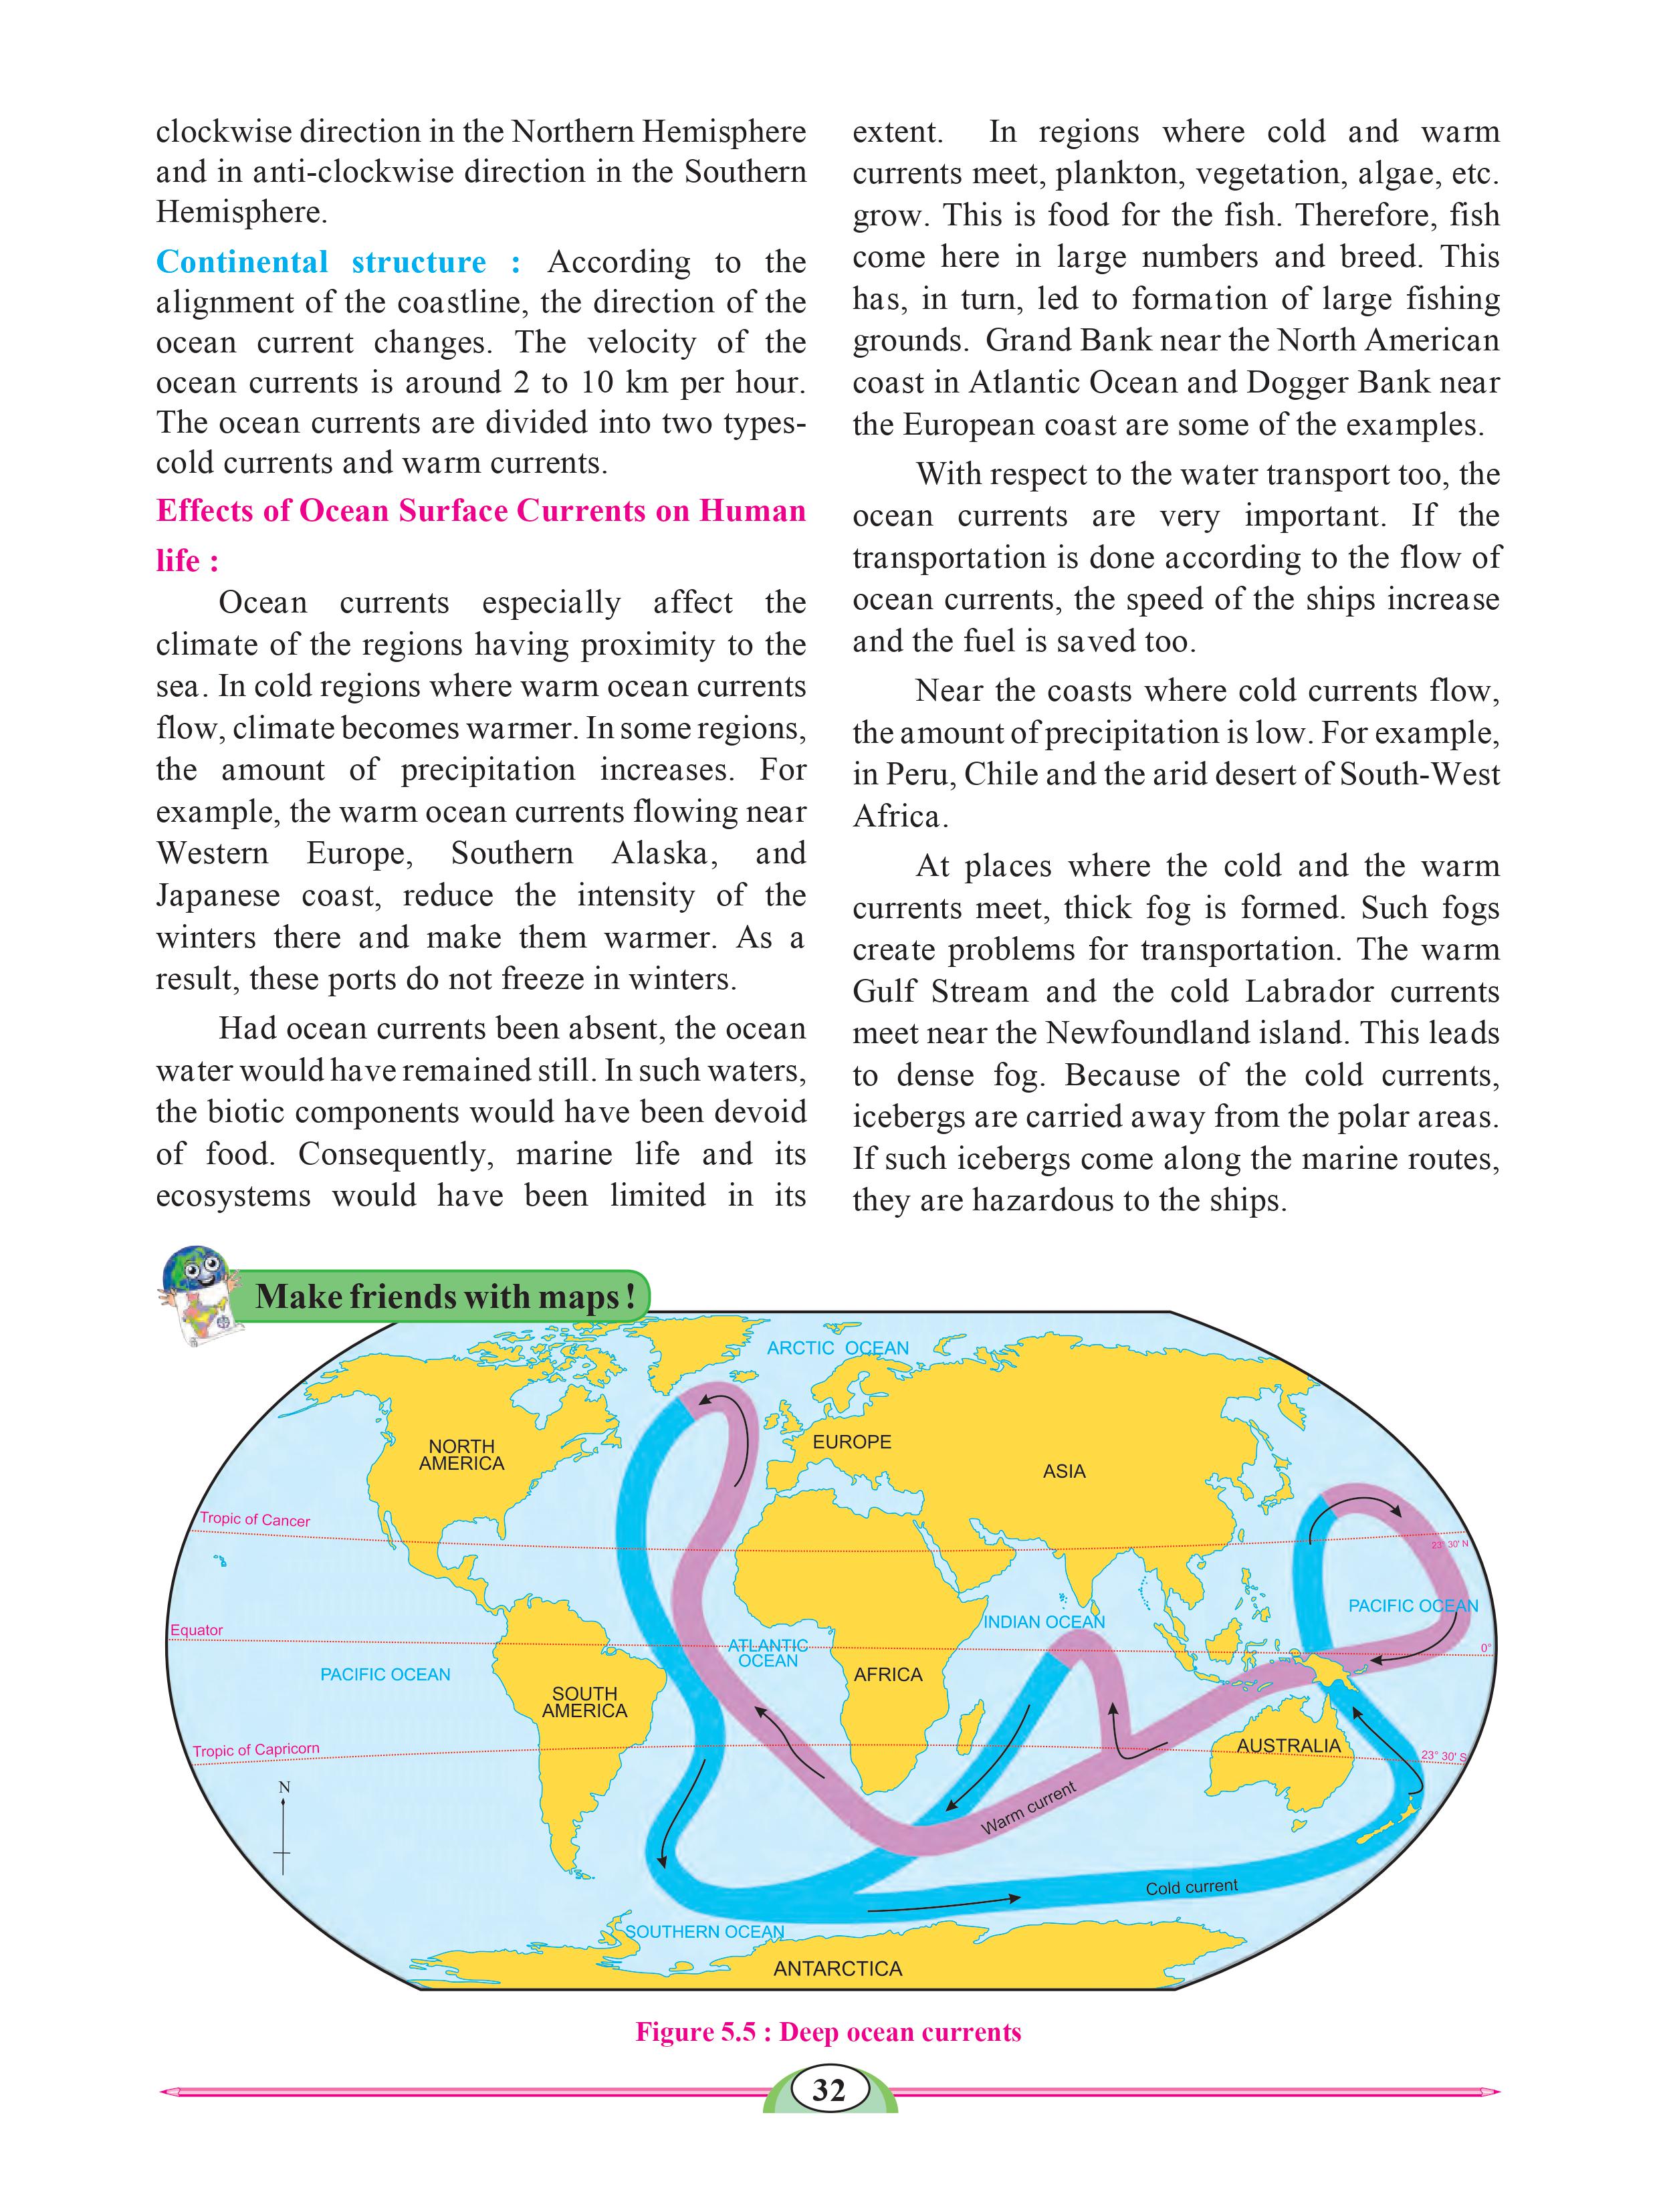 clockwise direction in the Northern Hemisphere
and in anti-clockwise direction in the Southern
Hemisphere.
Continental structure : According to the
alignment of the coastline, the direction of the
ocean current changes. The velocity of the
ocean currents is around 2 to 10 km per hour.
The ocean currents are divided into two types-
cold currents and warm currents.
Effects of Ocean Surface Currents on Human
life :
Ocean currents especially affect the
climate of the regions having proximity to the
sea. In cold regions where warm ocean currents
flow, climate becomes warmer. In some regions,
the amount of precipitation increases. For
example, the warm ocean currents flowing near
Western Europe, Southern Alaska, and
Japanese coast, reduce the intensity of the
winters there and make them warmer. As a
result, these ports do not freeze in winters.
Had ocean currents been absent, the ocean
water would have remained still. In such waters,
the biotic components would have been devoid
of food. Consequently, marine life and its
ecosystems would have been limited in its
extent. In regions where cold and warm
currents meet, plankton, vegetation, algae, etc.
grow. This is food for the fish. Therefore, fish
come here in large numbers and breed. This
has, in turn, led to formation of large fishing
grounds. Grand Bank near the North American
coast in Atlantic Ocean and Dogger Bank near
the European coast are some of the examples.
With respect to the water transport too, the
ocean currents are very important. If the
transportation is done according to the flow of
ocean currents, the speed of the ships increase
and the fuel is saved too.
Near the coasts where cold currents flow,
the amount of precipitation is low. For example,
in Peru, Chile and the arid desert of South-West
Africa.
At places where the cold and the warm
currents meet, thick fog is formed. Such fogs
create problems for transportation. The warm
Gulf Stream and the cold Labrador currents
meet near the Newfoundland island. This leads
to dense fog. Because of the cold currents,
icebergs are carried away from the polar areas.
If such icebergs come along the marine routes,
they are hazardous to the ships.
Make friends with maps !
ARCTIC OCEAN
NORTH
AMERICA
EUROPE
ASIA
Tropic of Cancer
23° 30' N
PACIFIC OCEAN
INDIAN OCEAN
Equator
0°
ATLANTIC
OCEAN
PACIFIC OCEAN
AFRICA
SOUTH
AMERICA
AUSTRALIA
Tropic of Capricorn
23° 30' S
N
Warm current
Cold current
SOUTHERN OCEAN
ANTARCTICA
Figure 5.5 : Deep ocean currents
32